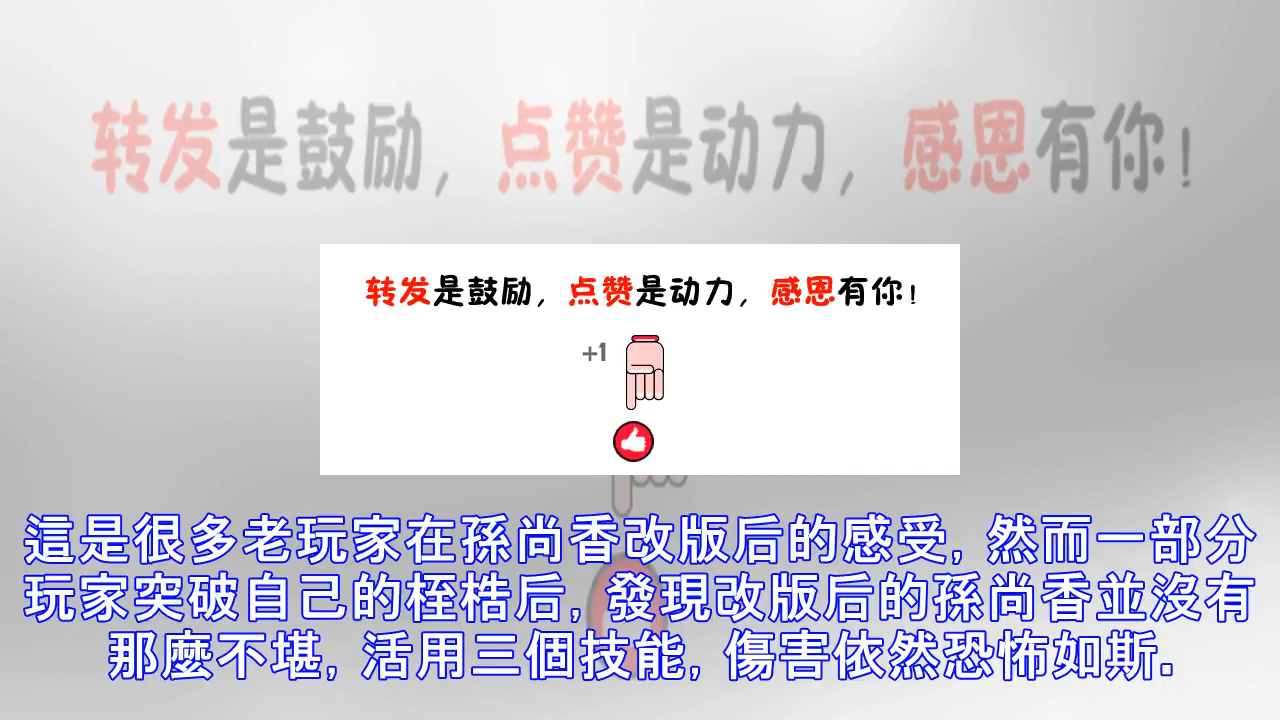 转发是鼓励，点赞是动力，感恩有你！
转发是鼓励，点赞是动力，感恩有你！
+1
這是很多老玩家在孫尚香改版后的感受, 然而一部分
玩家突破自己的桎梏后, 發現改版后的孫尚香並沒有
那麼不堪, 活用三個技能, 傷害依然恐怖如斯.